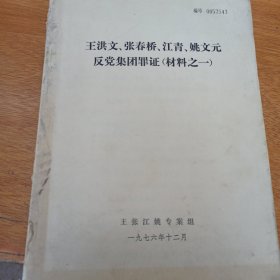 编号 0057547
王洪文、张春桥、江青、姚文元
反党集团罪证(材料之一)
王张江姚专案组
一九七六年十二月